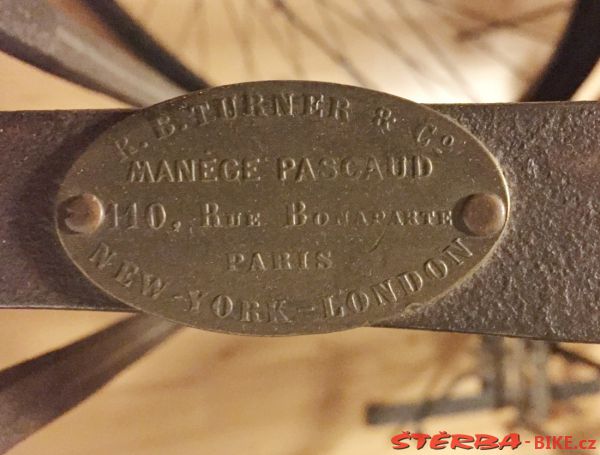 R. B. TURNER & Co.
MANÈGE PASCAUD
110, RUE BONAPARTE
PARIS
NEW-YORK-LONDON
ŠTĚRBA-BIKE.cz